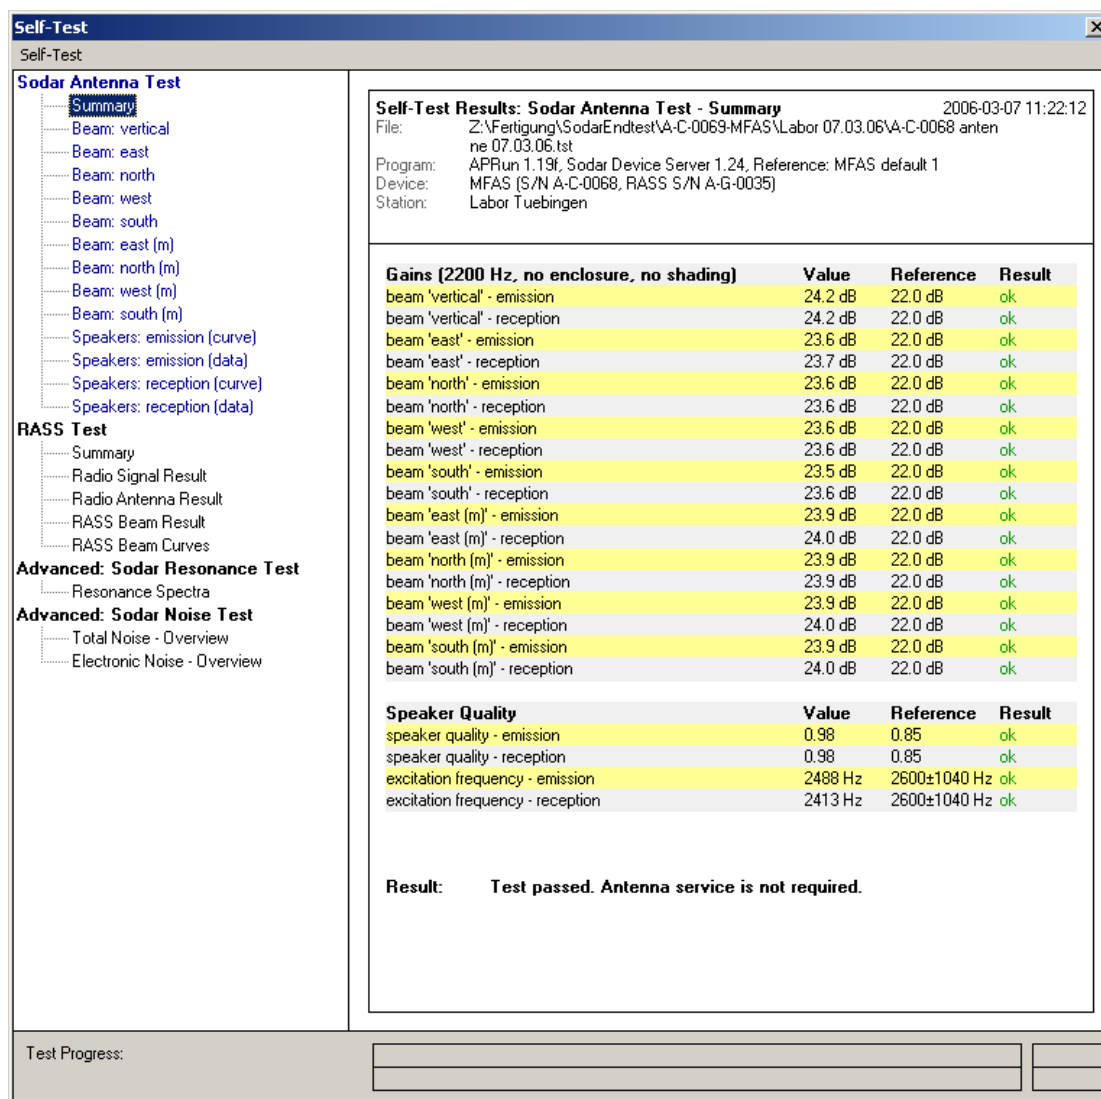 Self-Test
Self-Test
Sodar Antenna Test
Summary
Beam: vertical
Beam: east
Beam: north
Beam: west
Beam: south
Beam: east (m)
Beam: north (m)
Beam: west (m)
Beam: south (m)
Speakers: emission (curve)
Speakers: emission (data)
Speakers: reception (curve)
Speakers: reception (data)
RASS Test
Summary
Radio Signal Result
Radio Antenna Result
RASS Beam Result
RASS Beam Curves
Advanced: Sodar Resonance Test
Resonance Spectra
Advanced: Sodar Noise Test
Total Noise - Overview
Electronic Noise - Overview
Self-Test Results: Sodar Antenna Test - Summary 2006-03-07 11:22:12
File: Z:\Fertigung\SodarEndtest\A-C-0069-MFAS\Labor 07.03.06\A-C-0068 anten
ne 07.03.06.tst
Program: APRun 1.19f, Sodar Device Server 1.24, Reference: MFAS default 1
Device: MFAS (S/N A-C-0068, RASS S/N A-G-0035)
Station: Labor Tuebingen
Gains (2200 Hz, no enclosure, no shading) Value Reference Result
beam 'vertical' - emission 24.2 dB 22.0 dB ok
beam 'vertical' - reception 24.2 dB 22.0 dB ok
beam 'east' - emission 23.6 dB 22.0 dB ok
beam 'east' - reception 23.7 dB 22.0 dB ok
beam 'north' - emission 23.6 dB 22.0 dB ok
beam 'north' - reception 23.6 dB 22.0 dB ok
beam 'west' - emission 23.6 dB 22.0 dB ok
beam 'west' - reception 23.6 dB 22.0 dB ok
beam 'south' - emission 23.5 dB 22.0 dB ok
beam 'south' - reception 23.6 dB 22.0 dB ok
beam 'east (m)' - emission 23.9 dB 22.0 dB ok
beam 'east (m)' - reception 24.0 dB 22.0 dB ok
beam 'north (m)' - emission 23.9 dB 22.0 dB ok
beam 'north (m)' - reception 23.9 dB 22.0 dB ok
beam 'west (m)' - emission 23.9 dB 22.0 dB ok
beam 'west (m)' - reception 24.0 dB 22.0 dB ok
beam 'south (m)' - emission 23.9 dB 22.0 dB ok
beam 'south (m)' - reception 24.0 dB 22.0 dB ok
Speaker Quality Value Reference Result
speaker quality - emission 0.98 0.85 ok
speaker quality - reception 0.98 0.85 ok
excitation frequency - emission 2488 Hz 2600±1040 Hz ok
excitation frequency - reception 2413 Hz 2600±1040 Hz ok
Result: Test passed. Antenna service is not required.
Test Progress: